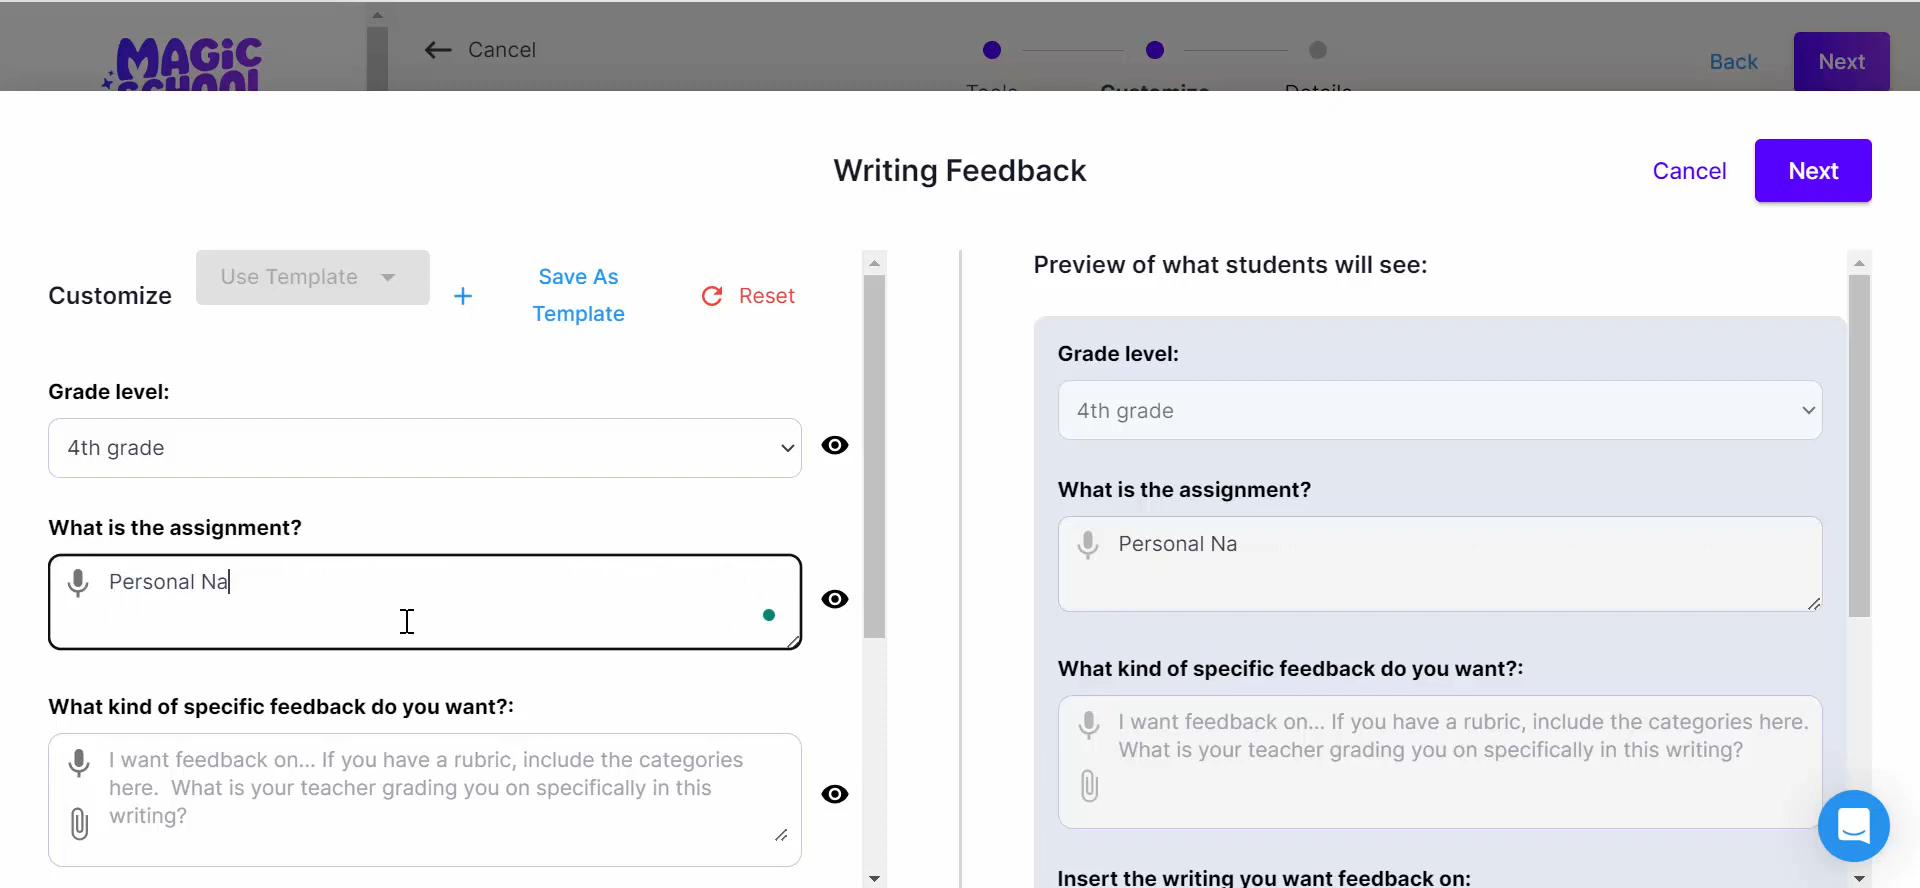 MAGIC
SCHOOL
Cancel
Tools
Customize
Details
Back
Next
Writing Feedback
Cancel
Next
Customize
Use Template
Save As
Template
Reset
Grade level:
4th grade
What is the assignment?
Personal Na
What kind of specific feedback do you want?:
I want feedback on... If you have a rubric, include the categories
here. What is your teacher grading you on specifically in this
writing?
Preview of what students will see:
Grade level:
4th grade
What is the assignment?
Personal Na
What kind of specific feedback do you want?:
I want feedback on... If you have a rubric, include the categories here.
What is your teacher grading you on specifically in this writing?
Insert the writing you want feedback on: